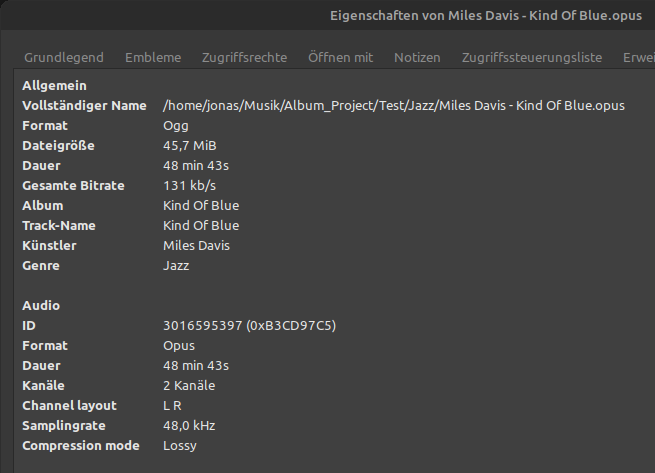 Eigenschaften von Miles Davis - Kind Of Blue.opus
Grundlegend Embleme Zugriffsrechte Öffnen mit Notizen Zugriffssteuerungsliste Erwei
Allgemein
Vollständiger Name /home/jonas/Musik/Album_Project/Test/Jazz/Miles Davis - Kind Of Blue.opus
Format Ogg
Dateigröße 45,7 MiB
Dauer 48 min 43s
Gesamte Bitrate 131 kb/s
Album Kind Of Blue
Track-Name Kind Of Blue
Künstler Miles Davis
Genre Jazz
Audio
ID 3016595397 (0xB3CD97C5)
Format Opus
Dauer 48 min 43s
Kanäle 2 Kanäle
Channel layout L R
Samplingrate 48,0 kHz
Compression mode Lossy